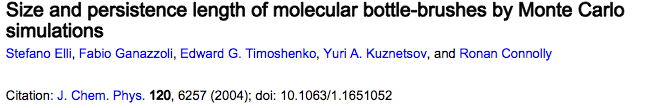 Size and persistence length of molecular bottle-brushes by Monte Carlo
simulations
Stefano Elli, Fabio Ganazzoli, Edward G. Timoshenko, Yuri A. Kuznetsov, and Ronan Connolly
Citation: J. Chem. Phys. 120, 6257 (2004); doi: 10.1063/1.1651052